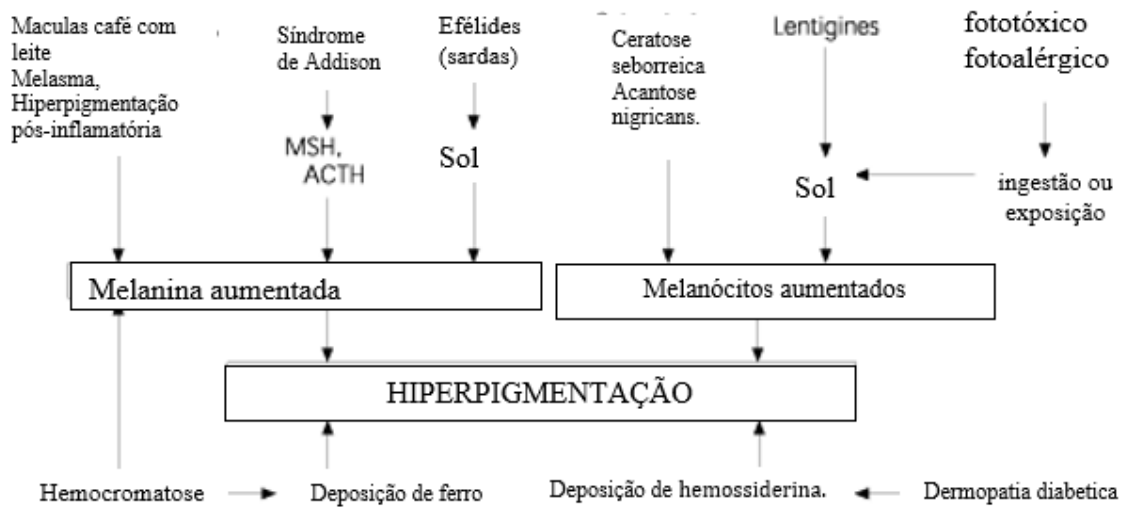 Maculas café com
leite
Melasma,
Hiperpigmentação
pós-inflamatória
Síndrome
de Addison
Efélides
(sardas)
Ceratose
seborreica
Acantose
nigricans.
Lentigines
fototóxico
fotoalérgico
MSH,
ACTH
Sol
Sol
ingestão ou
exposição
Melanina aumentada
Melanócitos aumentados
HIPERPIGMENTAÇÃO
Hemocromatose
Deposição de ferro
Deposição de hemossiderina.
Dermopatia diabetica